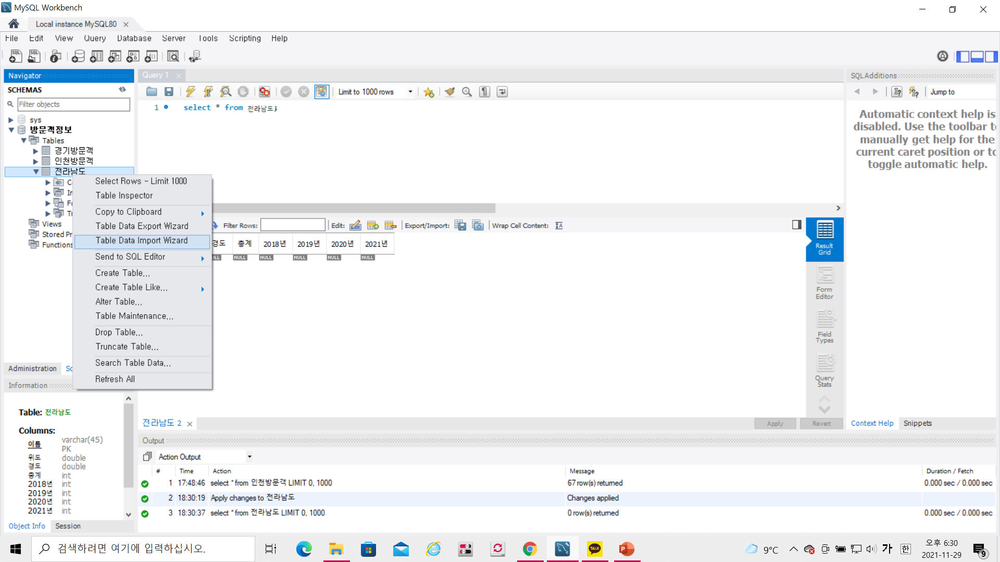 MySQL Workbench
Local instance MySQL80
File Edit View Query Database Server Tools Scripting Help
Navigator
SCHEMAS
Filter objects
sys
방문객정보
Tables
경기방문객
인천방문객
전라남도
Views
Stored Pr
Functions
Select Rows - Limit 1000
Table Inspector
Copy to Clipboard
Table Data Export Wizard
Table Data Import Wizard
Send to SQL Editor
Create Table...
Create Table Like...
Alter Table...
Table Maintenance...
Drop Table...
Truncate Table...
Search Table Data...
Refresh All
Administration Sc
Information
Table: 전라남도
Columns:
이름 varchar(45)
PK
위도 double
경도 double
총계 int
2018년 int
2019년 int
2020년 int
2021년 int
Object Info Session
Query 1
Limit to 1000 rows
1 select * from 전라남도;
Filter Rows: Edit: Export/Import: Wrap Cell Content:
경도 총계 2018년 2019년 2020년 2021년
ULL NULL NULL NULL NULL NULL
Result
Grid
Form
Editor
Field
Types
Query
Stats
전라남도 2
Apply Revert
SQLAdditions
Jump to
Automatic context help is
disabled. Use the toolbar to
manually get help for the
current caret position or to
toggle automatic help.
Context Help Snippets
Output
Action Output
# Time Action Message Duration / Fetch
1 17:48:46 select * from 인천방문객 LIMIT 0, 1000 67 row(s) returned 0.000 sec / 0.000 sec
2 18:30:19 Apply changes to 전라남도 Changes applied
3 18:30:37 select * from 전라남도 LIMIT 0, 1000 0 row(s) returned 0.000 sec / 0.000 sec
검색하려면 여기에 입력하십시오.
TALK
9°C
가
한
오후 6:30
2021-11-29
9